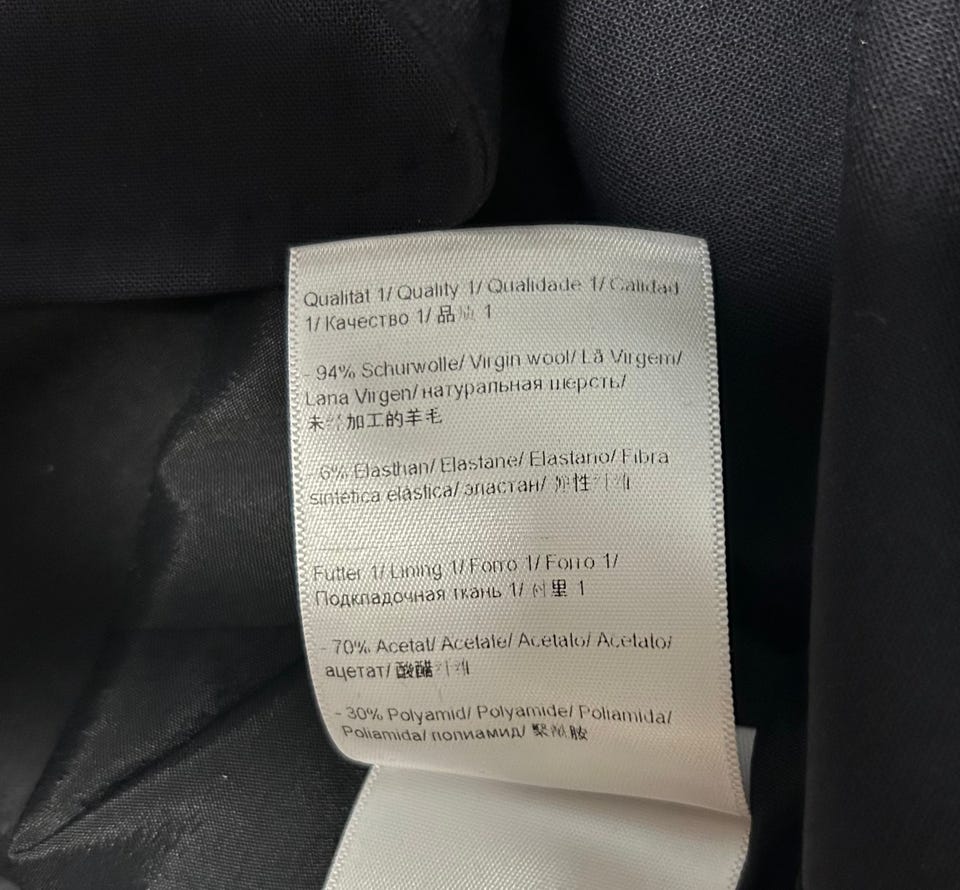 Qualität 1/ Quality 1/ Qualidade 1/ Calidad
1/ Качество 1/ 品质 1
- 94% Schurwolle/ Virgin wool/ Lã Virgem/
Lana Virgen/ натуральная шерсть/
未经加工的羊毛
- 6% Elasthan/ Elastane/ Elastano/ Fibra
sintética elástica/ эластан/ 弹性纤维
Futter 1/ Lining 1/ Forro 1/ Forro 1/
Подкладочная ткань 1/ 衬里 1
- 70% Acetat/ Acetate/ Acetato/ Acetato/
ацетат/ 醋酸纤维
- 30% Polyamid/ Polyamide/ Poliamida/
Poliamida/ полиамид/ 聚酰胺